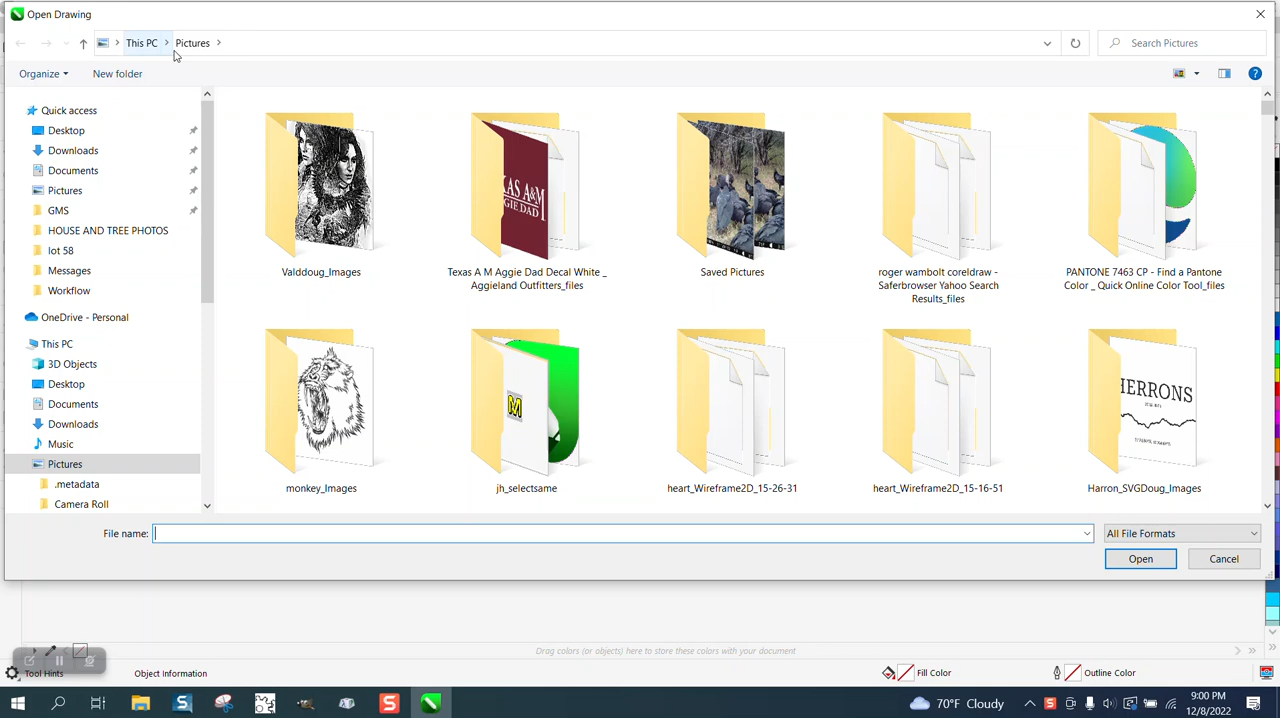 Open Drawing
This PC
Pictures
Search Pictures
Organize
New folder
Quick access
Desktop
Downloads
Documents
Pictures
GMS
HOUSE AND TREE PHOTOS
lot 58
Messages
Workflow
OneDrive - Personal
This PC
3D Objects
Desktop
Documents
Downloads
Music
Pictures
.metadata
Camera Roll
Valddoug_Images
AS A&M
GIE DAD
Texas A M Aggie Dad Decal White _
Aggieland Outfitters_files
Saved Pictures
roger wambolt coreldraw -
Saferbrowser Yahoo Search
Results_files
PANTONE 7463 CP - Find a Pantone
Color _ Quick Online Color Tool_files
monkey_Images
M
jh_selectsame
heart_Wireframe2D_15-26-31
heart_Wireframe2D_15-16-51
HERRONS
Harron_SVGDoug_Images
File name:
All File Formats
Open
Cancel
Drag colors (or objects) here to store these colors with your document
Tool Hints
Object Information
Fill Color
Outline Color
70°F Cloudy
9:00 PM
12/8/2022